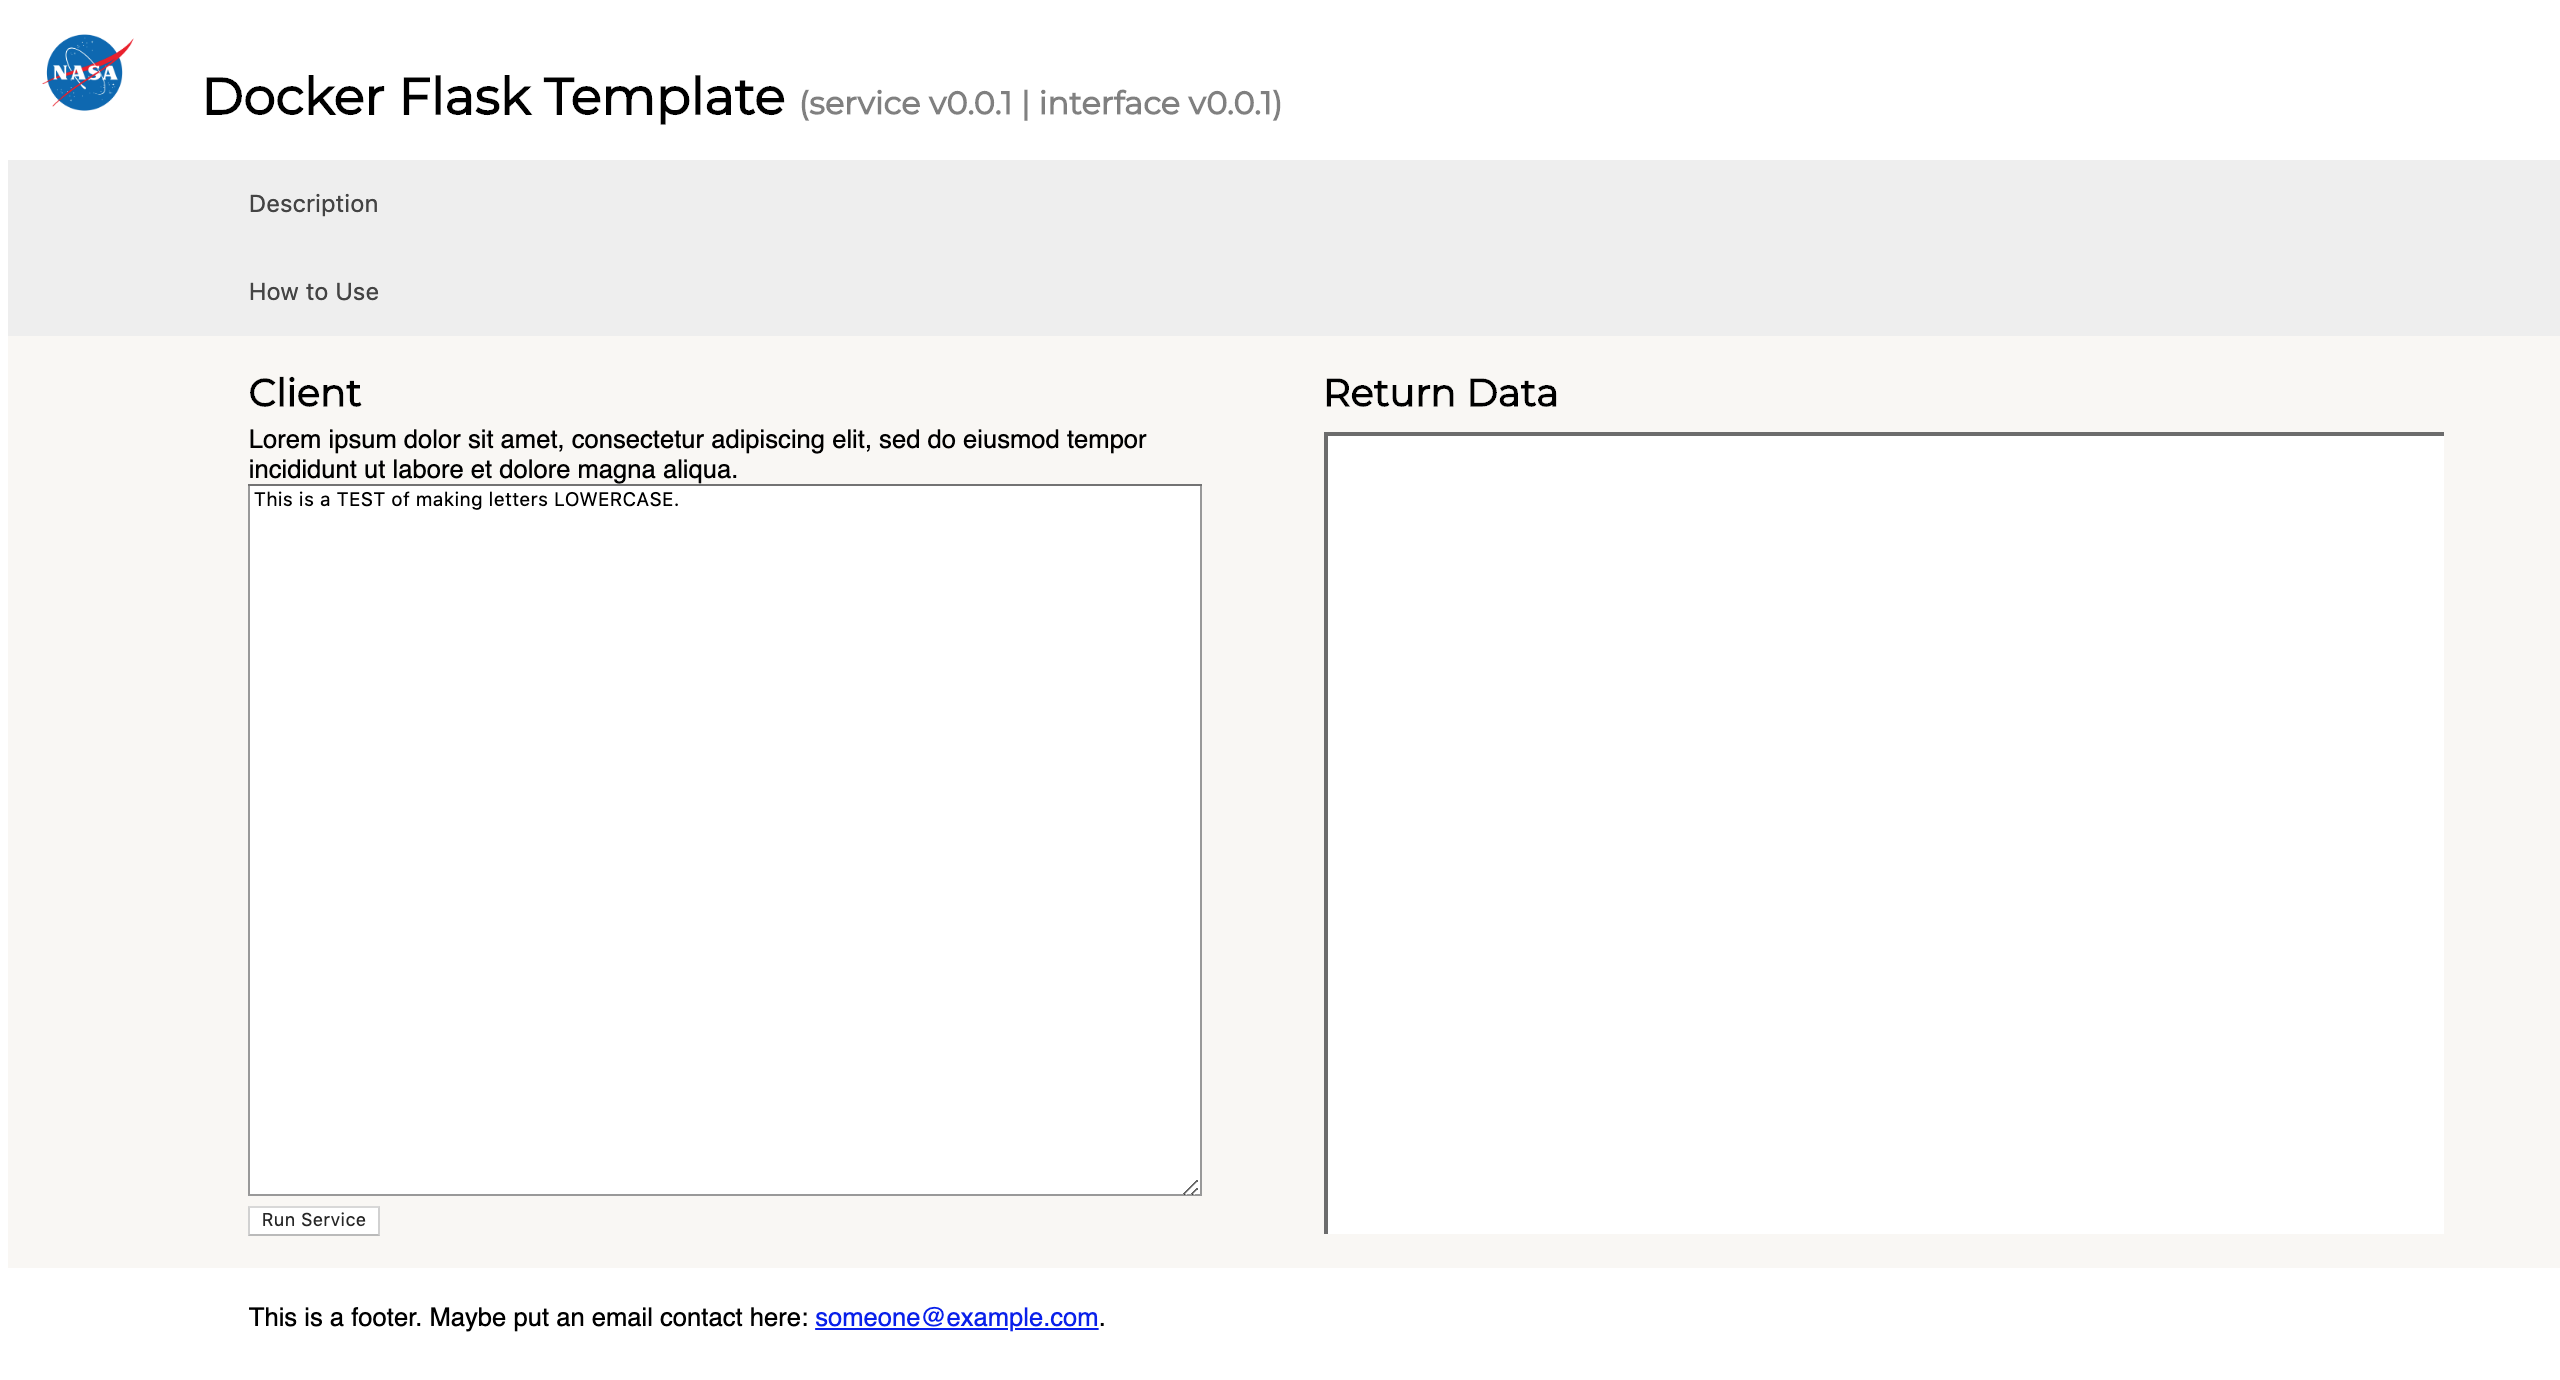 NASA
Docker Flask Template (service v0.0.1 | interface v0.0.1)
Description
How to Use
Client
Lorem ipsum dolor sit amet, consectetur adipiscing elit, sed do eiusmod tempor
incididunt ut labore et dolore magna aliqua.
This is a TEST of making letters LOWERCASE.
Run Service
Return Data
This is a footer. Maybe put an email contact here: someone@example.com.